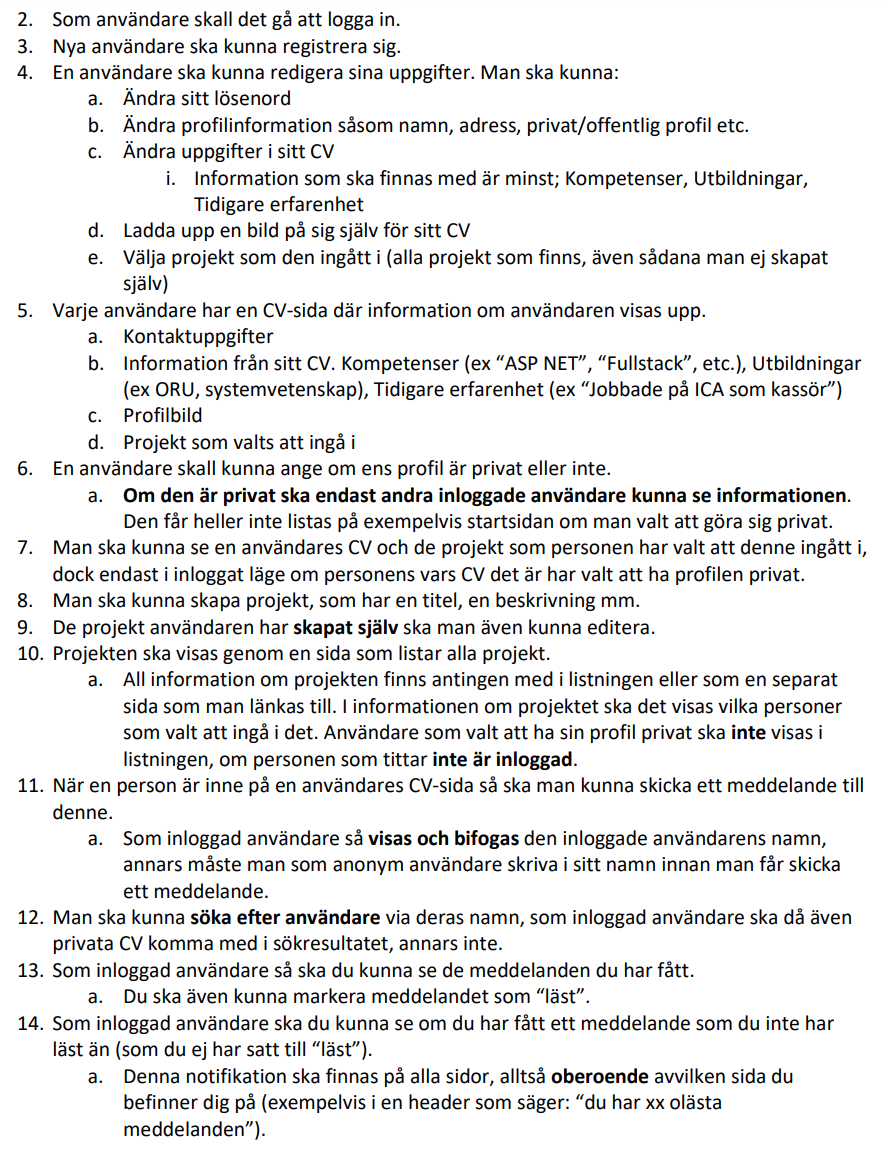 2. Som användare skall det gå att logga in.
3. Nya användare ska kunna registrera sig.
4. En användare ska kunna redigera sina uppgifter. Man ska kunna:
a. Ändra sitt lösenord
b. Ändra profilinformation såsom namn, adress, privat/offentlig profil etc.
c. Ändra uppgifter i sitt CV
i. Information som ska finnas med är minst; Kompetenser, Utbildningar,
Tidigare erfarenhet
d. Ladda upp en bild på sig själv för sitt CV
e. Välja projekt som den ingått i (alla projekt som finns, även sådana man ej skapat
själv)
5. Varje användare har en CV-sida där information om användaren visas upp.
a. Kontaktuppgifter
b. Information från sitt CV. Kompetenser (ex “ASP NET”, “Fullstack”, etc.), Utbildningar
(ex ORU, systemvetenskap), Tidigare erfarenhet (ex “Jobbade på ICA som kassör”)
c. Profilbild
d. Projekt som valts att ingå i
6. En användare skall kunna ange om ens profil är privat eller inte.
a. Om den är privat ska endast andra inloggade användare kunna se informationen.
Den får heller inte listas på exempelvis startsidan om man valt att göra sig privat.
7. Man ska kunna se en användares CV och de projekt som personen har valt att denne ingått i,
dock endast i inloggat läge om personens vars CV det är har valt att ha profilen privat.
8. Man ska kunna skapa projekt, som har en titel, en beskrivning mm.
9. De projekt användaren har skapat själv ska man även kunna editera.
10. Projekten ska visas genom en sida som listar alla projekt.
a. All information om projekten finns antingen med i listningen eller som en separat
sida som man länkas till. I informationen om projektet ska det visas vilka personer
som valt att ingå i det. Användare som valt att ha sin profil privat ska inte visas i
listningen, om personen som tittar inte är inloggad.
11. När en person är inne på en användares CV-sida så ska man kunna skicka ett meddelande till
denne.
a. Som inloggad användare så visas och bifogas den inloggade användarens namn,
annars måste man som anonym användare skriva i sitt namn innan man får skicka
ett meddelande.
12. Man ska kunna söka efter användare via deras namn, som inloggad användare ska då även
privata CV komma med i sökresultatet, annars inte.
13. Som inloggad användare så ska du kunna se de meddelanden du har fått.
a. Du ska även kunna markera meddelandet som “läst”.
14. Som inloggad användare ska du kunna se om du har fått ett meddelande som du inte har
läst än (som du ej har satt till “läst”).
a. Denna notifikation ska finnas på alla sidor, alltså oberoende avvilken sida du
befinner dig på (exempelvis i en header som säger: “du har xx olästa
meddelanden”).